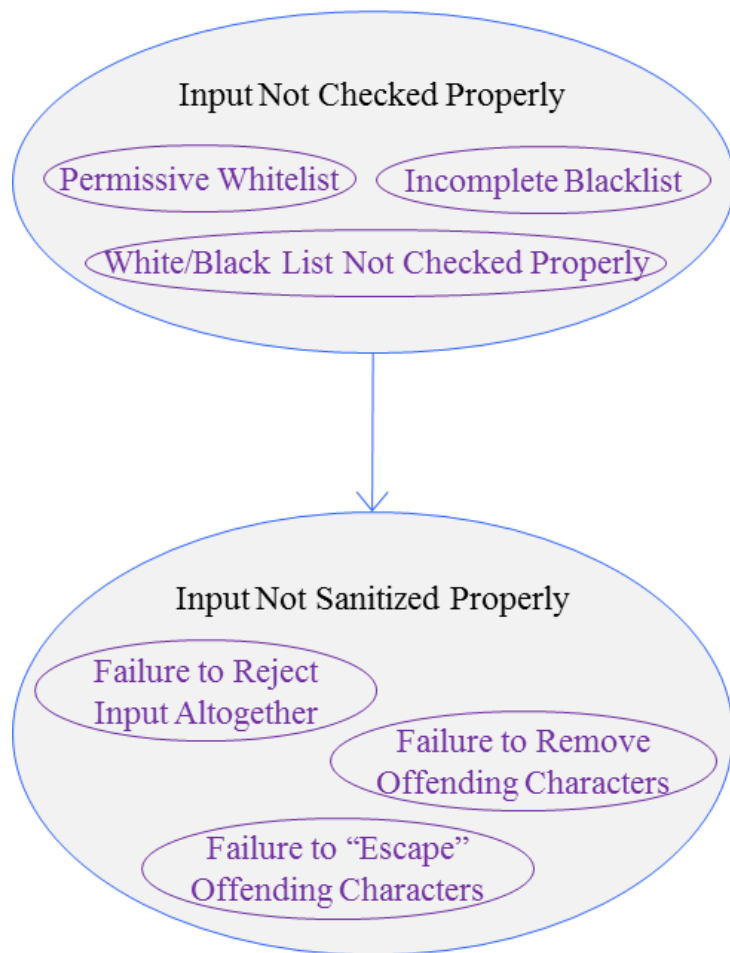 Input Not Checked Properly
Permissive Whitelist
Incomplete Blacklist
White/Black List Not Checked Properly
Input Not Sanitized Properly
Failure to Reject
Input Altogether
Failure to Remove
Offending Characters
Failure to “Escape”
Offending Characters